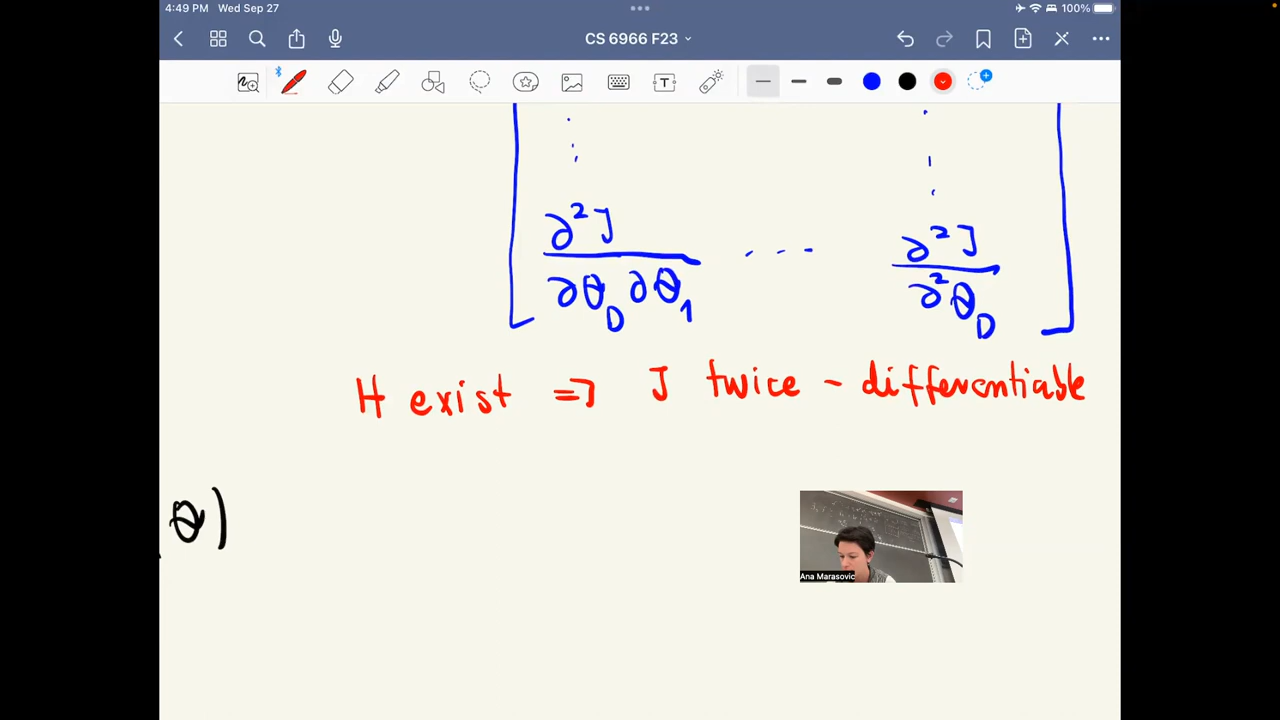 4:49 PM Wed Sep 27
100%
CS 6966 F23
T
∂²J
∂θ_D ∂θ_1
...
∂²J
∂²θ_D
H exist => J twice - differentiable
θ)
Ana Marasovic